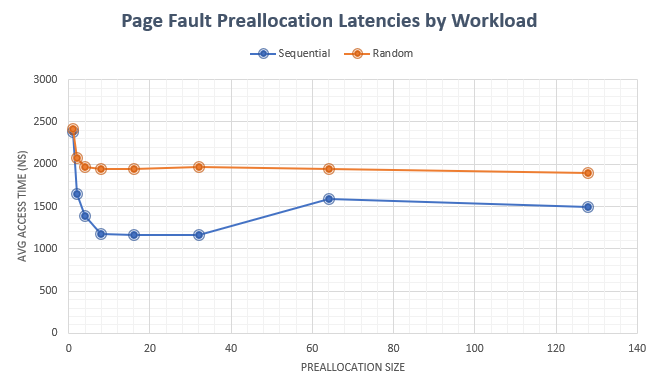 Page Fault Preallocation Latencies by Workload
Sequential Random
3000
2500
2000
1500
1000
500
0
AVG ACCESS TIME (NS)
0 20 40 60 80 100 120 140
PREALLOCATION SIZE